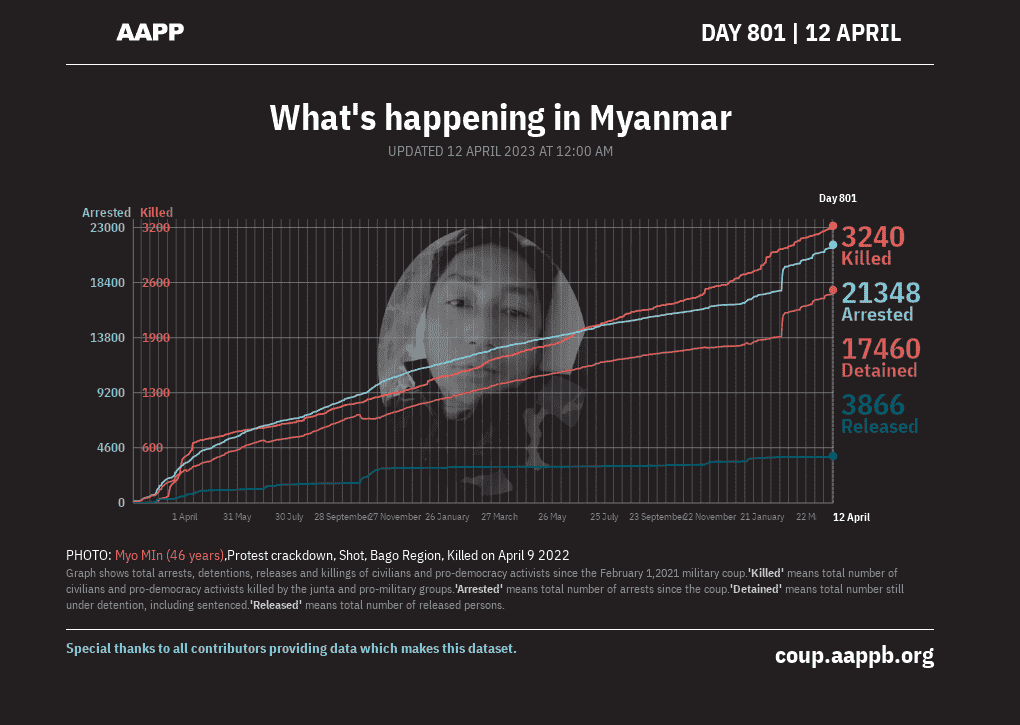 AAPP
DAY 801 | 12 APRIL
What's happening in Myanmar
UPDATED 12 APRIL 2023 AT 12:00 AM
Day 801
Arrested Killed
23000 3200
18400 2600
13800 1900
9200 1300
4600 600
0
3240
Killed
21348
Arrested
17460
Detained
3866
Released
1 April 31 May 30 July 28 September 27 November 26 January 27 March 26 May 25 July 23 September 22 November 21 January 22 M 12 April
PHOTO: Myo MIn (46 years),Protest crackdown, Shot, Bago Region, Killed on April 9 2022
Graph shows total arrests, detentions, releases and killings of civilians and pro-democracy activists since the February 1,2021 military coup.'Killed' means total number of
civilians and pro-democracy activists killed by the junta and pro-military groups.'Arrested' means total number of arrests since the coup.'Detained' means total number still
under detention, including sentenced.'Released' means total number of released persons.
Special thanks to all contributors providing data which makes this dataset.
coup.aappb.org